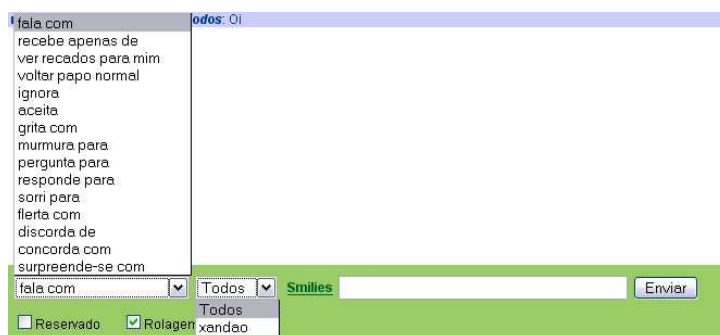 fala com
odos: Oi
recebe apenas de
ver recados para mim
voltar papo normal
ignora
aceita
grita com
murmura para
pergunta para
responde para
sorri para
flerta com
discorda de
concorda com
surpreende-se com
fala com Todos Smilies Enviar
Todos
Reservado Rolagem xandao